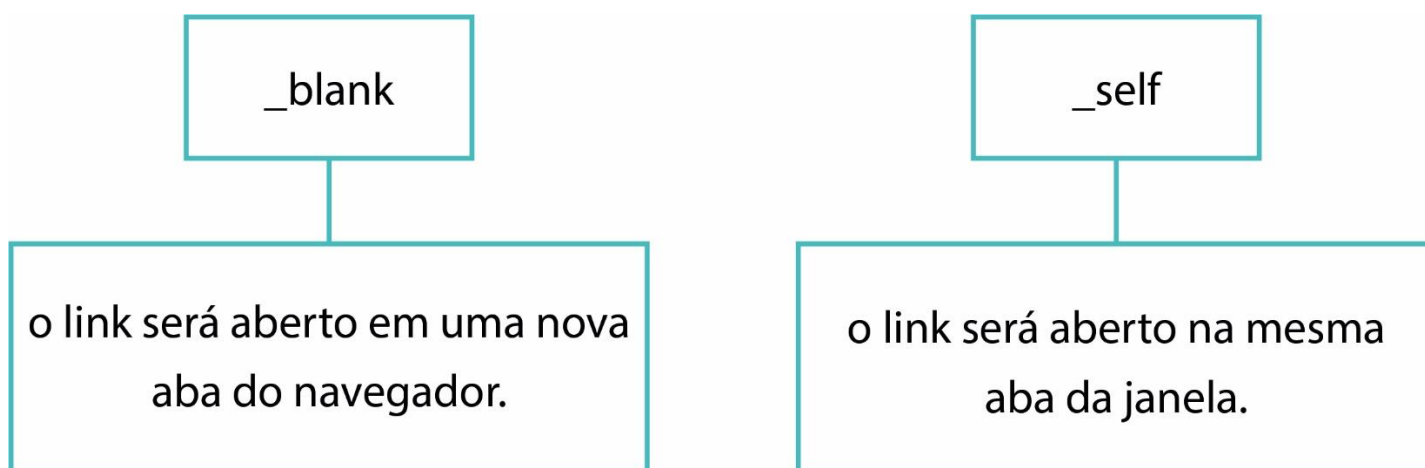 _blank
o link será aberto em uma nova
aba do navegador.
_self
o link será aberto na mesma
aba da janela.